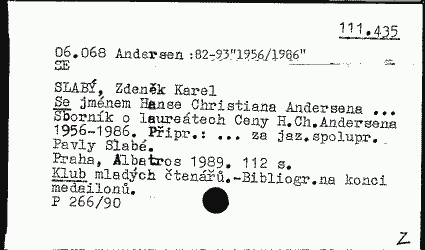 111.435
06.068 Andersen :82-93"1956/1986"
SE
SLABÝ, Zdeněk Karel
Se jménem Hanse Christiana Andersena ...
Sborník o laureátech Ceny H.Ch.Andersena
1956-1986. Připr.: ... za jaz.spolupr.
Pavly Slabé.
Praha, Albatros 1989. 112 s.
Klub mladých čtenářů.-Bibliogr.na konci
medailonů.
P 266/90
Z